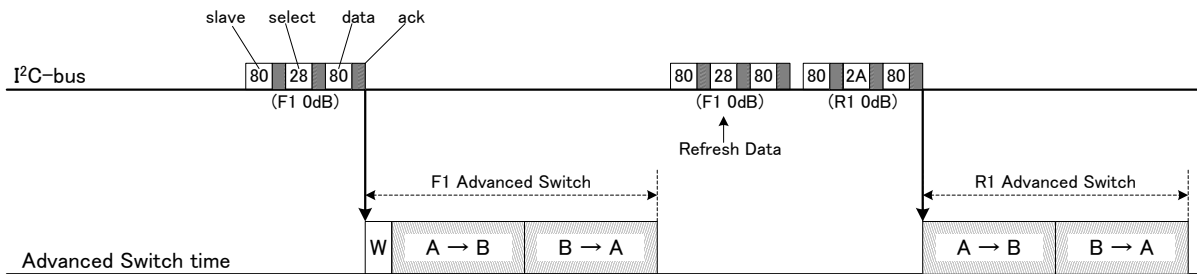 slave select data ack
I²C-bus 80 28 80 80 28 80 80 2A 80
(F1 0dB) (F1 0dB) (R1 0dB)
Refresh Data
F1 Advanced Switch R1 Advanced Switch
Advanced Switch time W A → B B → A A → B B → A